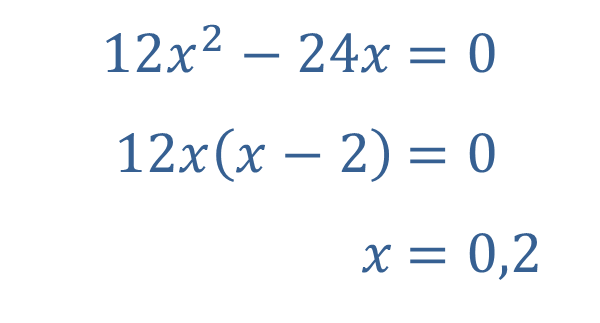 12x² − 24x = 0
12x(x − 2) = 0
x = 0,2